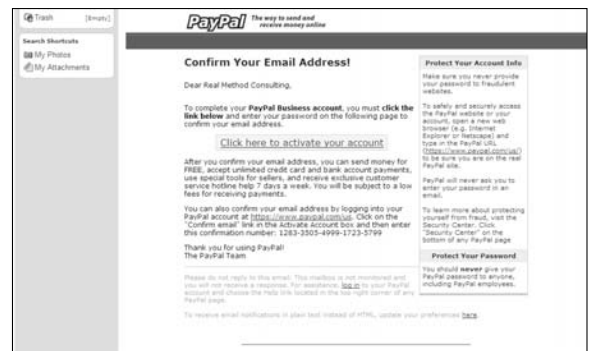 Trash [Empty]
Search Shortcuts
My Photos
My Attachments
PayPal The way to send and
receive money online
Confirm Your Email Address!
Dear Real Method Consulting,
To complete your PayPal Business account, you must click the
link below and enter your password on the following page to
confirm your email address.
Click here to activate your account
After you confirm your email address, you can send money for
FREE, accept unlimited credit card and bank account payments,
use special tools for sellers, and receive exclusive customer
service hotline help 7 days a week. You will be subject to a low
fees for receiving payments.
You can also confirm your email address by logging into your
PayPal account at https://www.paypal.com/us. Click on the
"Confirm email" link in the Activate Account box and then enter
this confirmation number: 1283-3505-4999-1723-5799
Thank you for using PayPal!
The PayPal Team
Please do not reply to this email. This mailbox is not monitored and
you will not receive a response. For assistance, log in to your PayPal
account and choose the Help link located in the top right corner of any
PayPal page.
To receive email notifications in plain text instead of HTML, update your preferences here.
Protect Your Account Info
Make sure you never provide
your password to fraudulent
websites.
To safely and securely access
the PayPal website or your
account, open a new web
browser (e.g. Internet
Explorer or Netscape) and
type in the PayPal URL
(https://www.paypal.com/us/)
to be sure you are on the real
PayPal site.
PayPal will never ask you to
enter your password in an
email.
To learn more about protecting
yourself from fraud, visit the
Security Center. Click
"Security Center" on the
bottom of any PayPal page
Protect Your Password
You should never give your
PayPal password to anyone,
including PayPal employees.